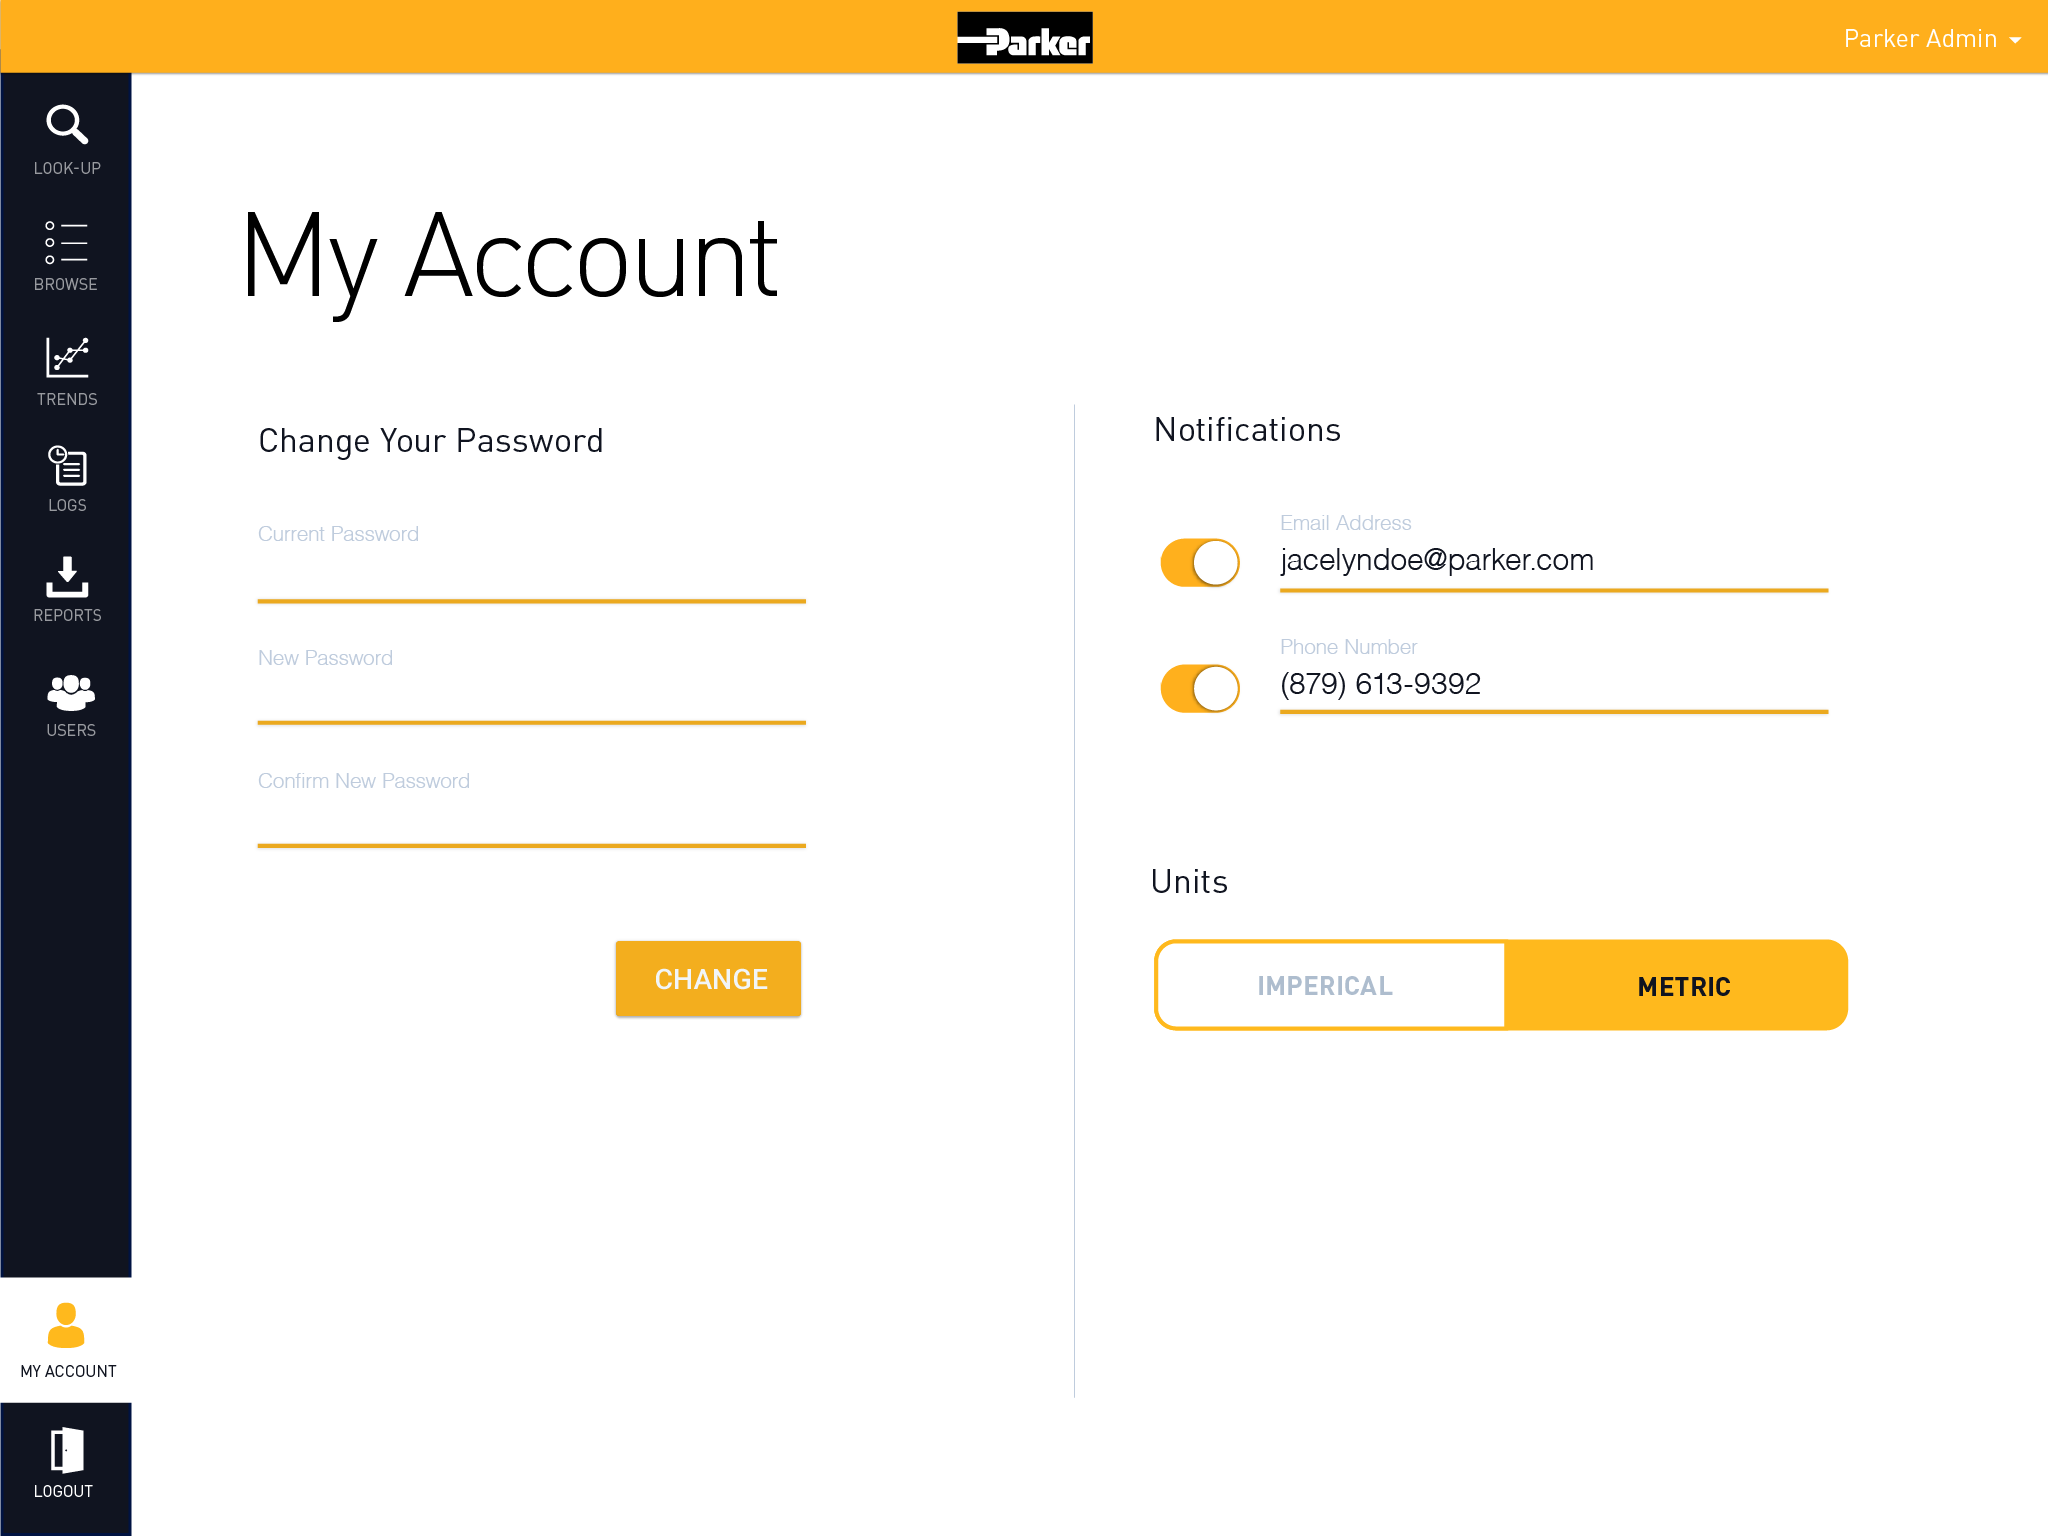 Parker
Parker Admin
LOOK-UP
BROWSE
TRENDS
LOGS
REPORTS
USERS
MY ACCOUNT
LOGOUT
My Account
Change Your Password
Current Password
New Password
Confirm New Password
CHANGE
Notifications
Email Address
jacelyndoe@parker.com
Phone Number
(879) 613-9392
Units
IMPERICAL
METRIC